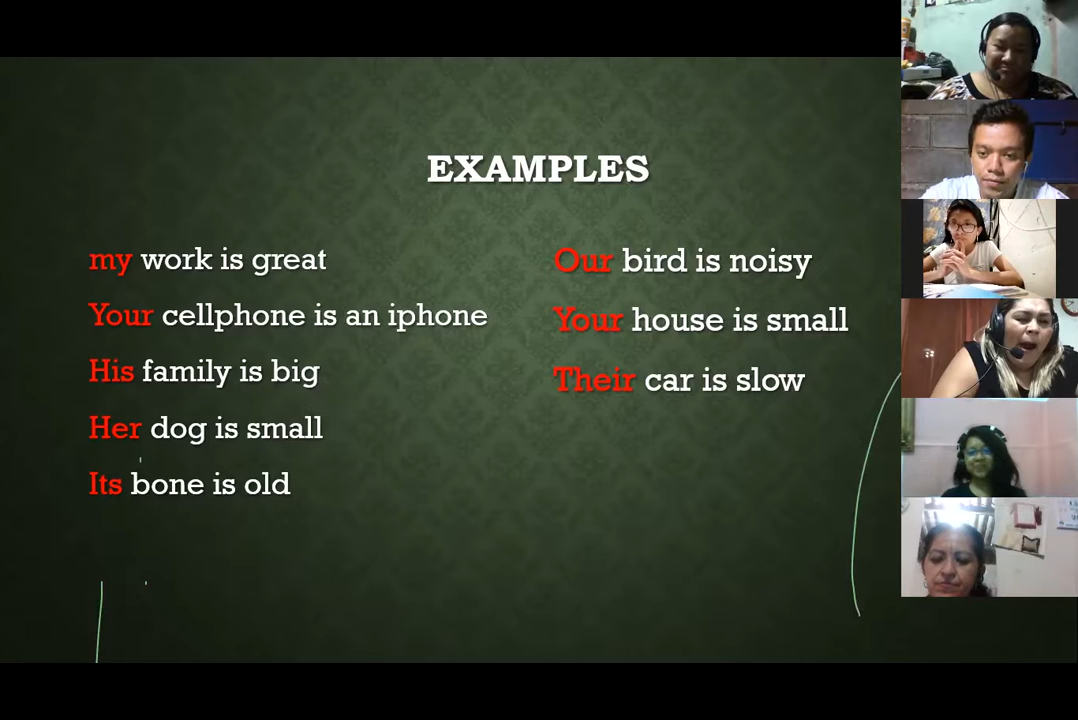 EXAMPLES
my work is great
Your cellphone is an iphone
His family is big
Her dog is small
Its bone is old
Our bird is noisy
Your house is small
Their car is slow